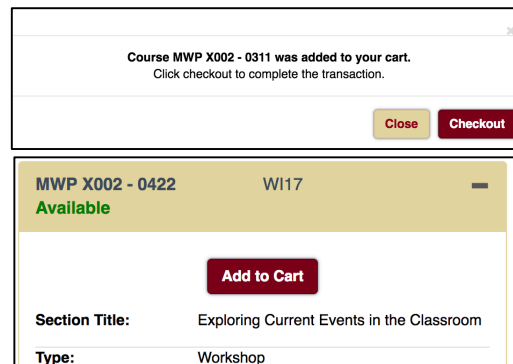 Course MWP X002 - 0311 was added to your cart.
Click checkout to complete the transaction.
Close Checkout
MWP X002 - 0422 WI17
Available
Add to Cart
Section Title: Exploring Current Events in the Classroom
Type: Workshop